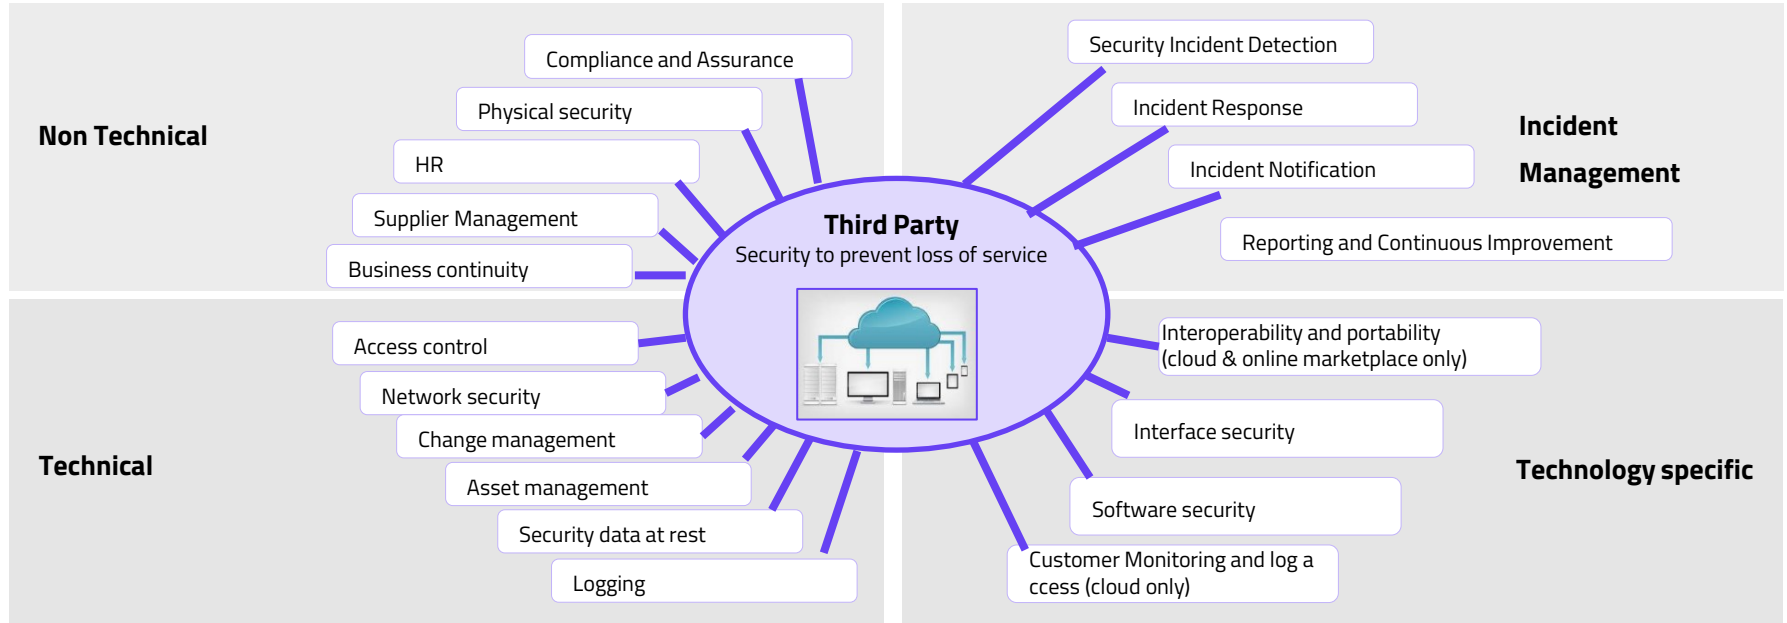 Non Technical
Compliance and Assurance
Physical security
HR
Supplier Management
Business continuity
Security Incident Detection
Incident Response
Incident Notification
Reporting and Continuous Improvement
Incident
Management
Third Party
Security to prevent loss of service
Technical
Access control
Network security
Change management
Asset management
Security data at rest
Logging
Interoperability and portability
(cloud & online marketplace only)
Interface security
Software security
Customer Monitoring and log a
ccess (cloud only)
Technology specific